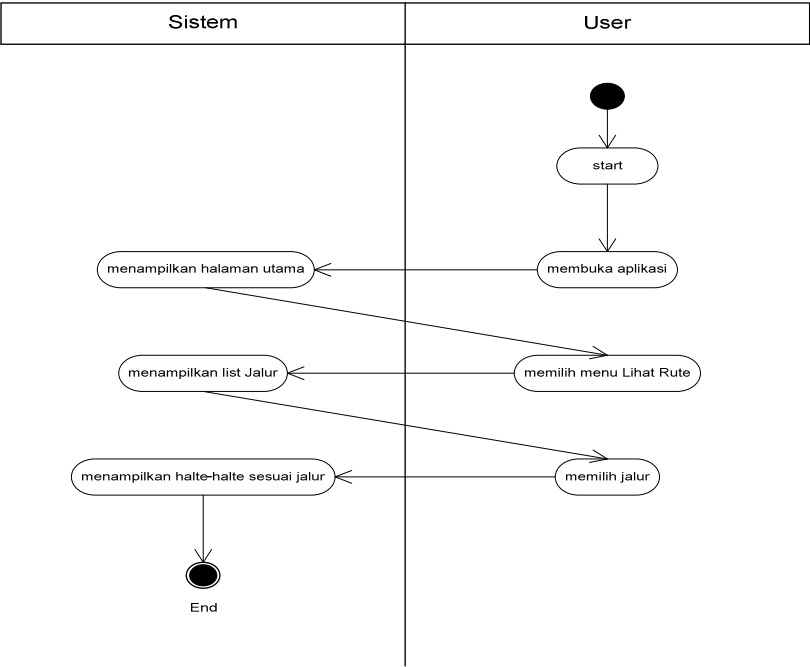 Sistem
User
start
menampilkan halaman utama
membuka aplikasi
menampilkan list Jalur
memilih menu Lihat Rute
menampilkan halte-halte sesuai jalur
memilih jalur
End